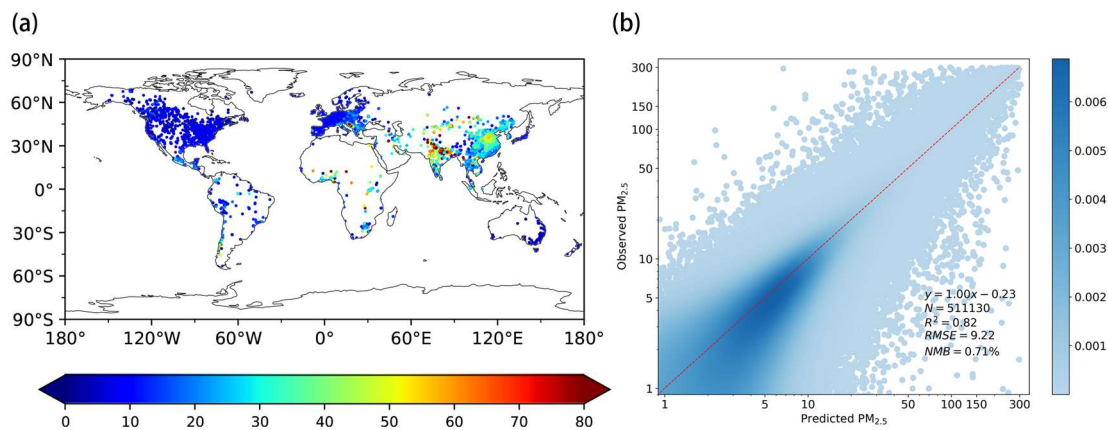 (a)
(b)
90°N
60°N
30°N
0°
30°S
60°S
90°S
180° 120°W 60°W 0° 60°E 120°E 180°
0 10 20 30 40 50 60 70 80
Observed PM2.5
300
150
100
50
10
5
1
y = 1.00x − 0.23
N = 511130
R² = 0.82
RMSE = 9.22
NMB = 0.71%
1 5 10 50 100 150 300
Predicted PM2.5
0.006
0.005
0.004
0.003
0.002
0.001